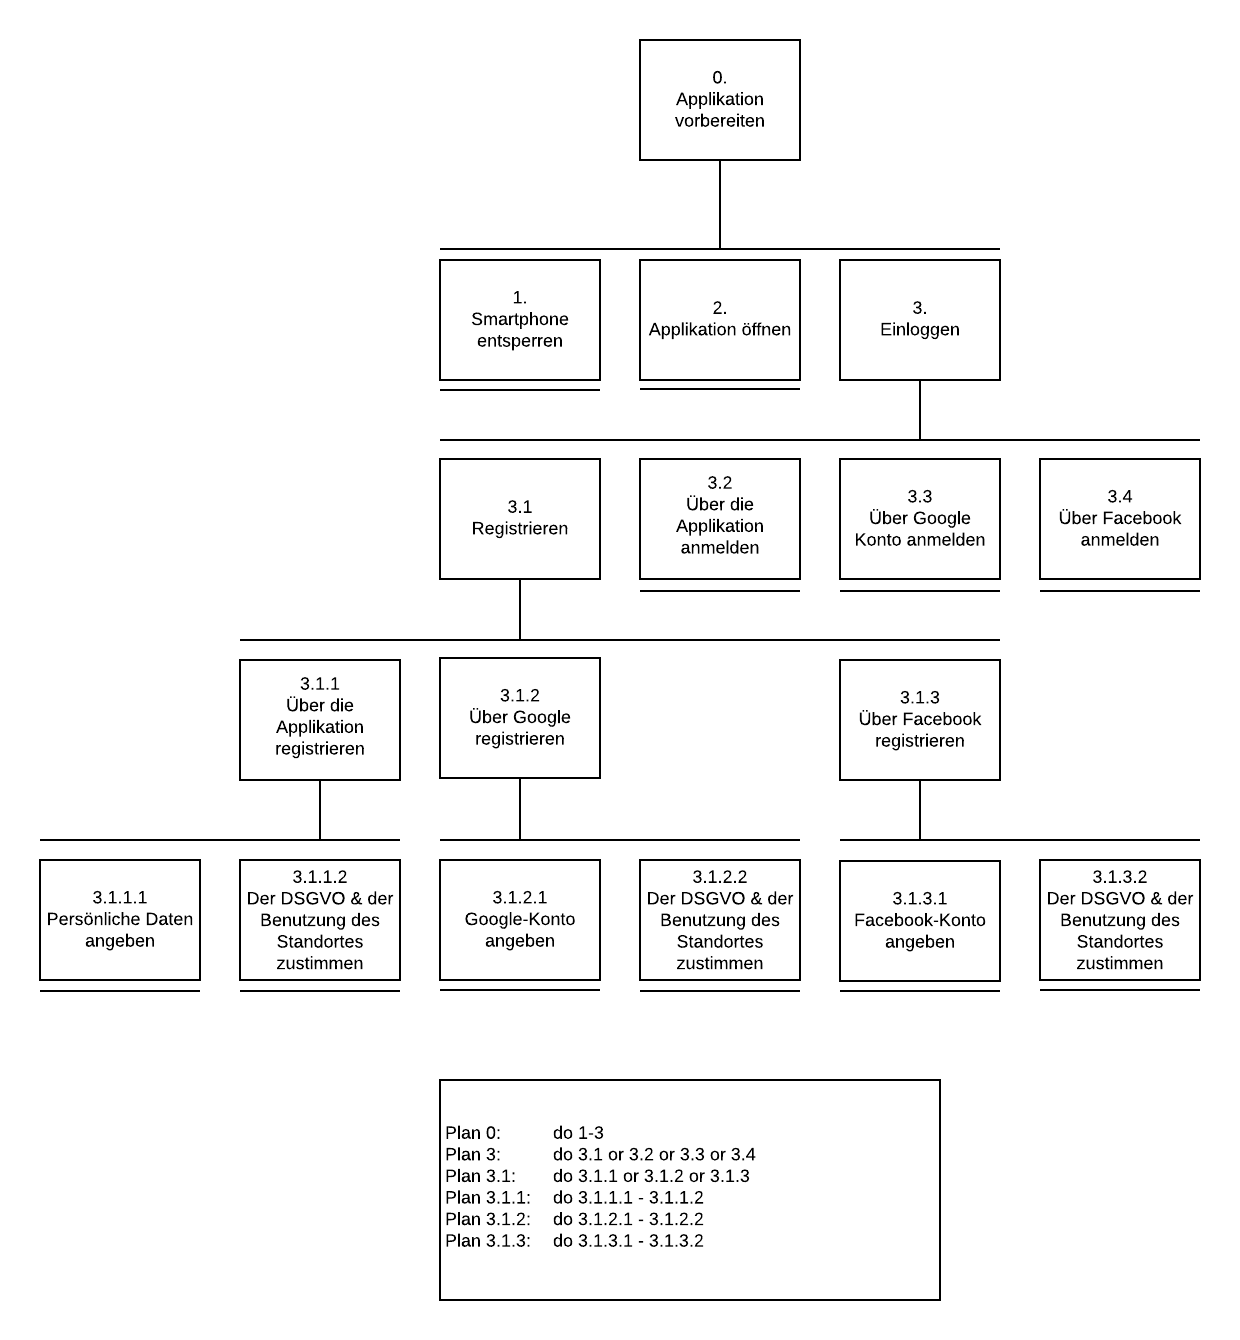 0.
Applikation
vorbereiten
1.
Smartphone
entsperren
2.
Applikation öffnen
3.
Einloggen
3.1
Registrieren
3.2
Über die
Applikation
anmelden
3.3
Über Google
Konto anmelden
3.4
Über Facebook
anmelden
3.1.1
Über die
Applikation
registrieren
3.1.2
Über Google
registrieren
3.1.3
Über Facebook
registrieren
3.1.1.1
Persönliche Daten
angeben
3.1.1.2
Der DSGVO & der
Benutzung des
Standortes
zustimmen
3.1.2.1
Google-Konto
angeben
3.1.2.2
Der DSGVO & der
Benutzung des
Standortes
zustimmen
3.1.3.1
Facebook-Konto
angeben
3.1.3.2
Der DSGVO & der
Benutzung des
Standortes
zustimmen
Plan 0: do 1-3
Plan 3: do 3.1 or 3.2 or 3.3 or 3.4
Plan 3.1: do 3.1.1 or 3.1.2 or 3.1.3
Plan 3.1.1: do 3.1.1.1 - 3.1.1.2
Plan 3.1.2: do 3.1.2.1 - 3.1.2.2
Plan 3.1.3: do 3.1.3.1 - 3.1.3.2